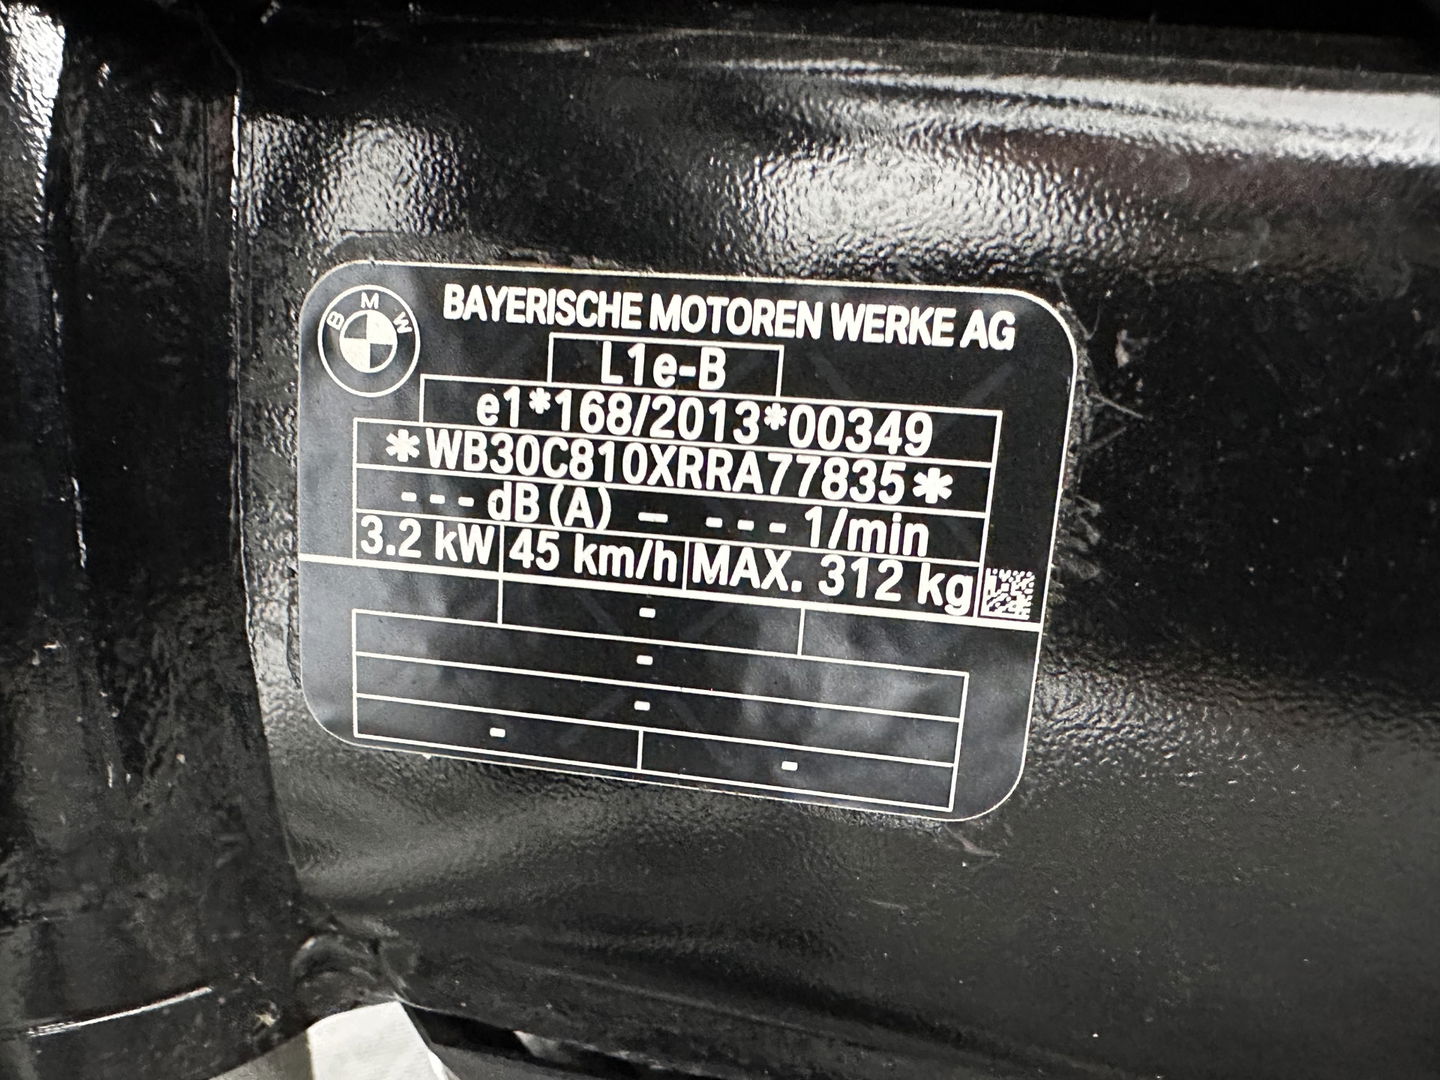 BMW
BAYERISCHE MOTOREN WERKE AG
L1e-B
e1*168/2013*00349
*WB30C810XRRA77835*
--- dB(A) – --- 1/min
3.2 kW 45 km/h MAX. 312 kg
-
-
-
- -